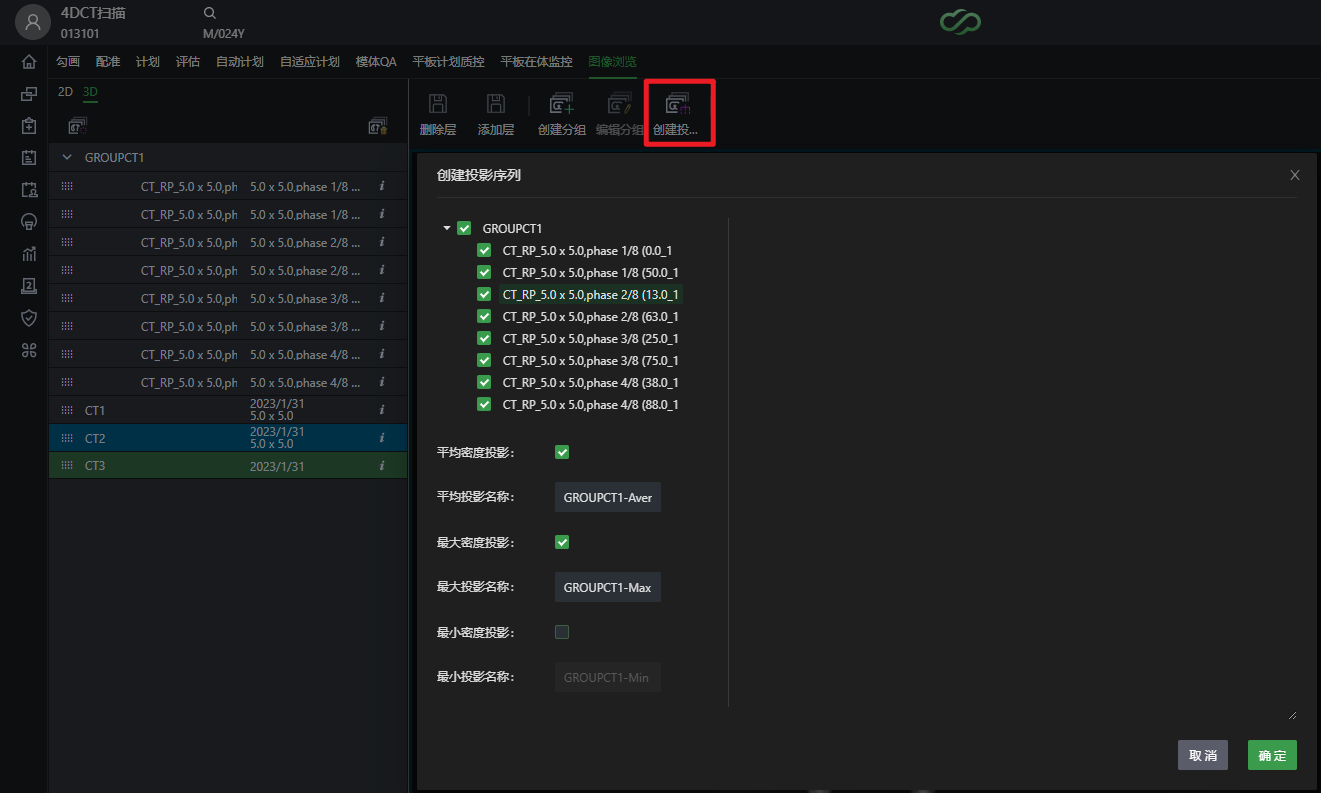 4DCT扫描
013101
M/024Y
勾画 配准 计划 评估 自动计划 自适应计划 模体QA 平板计划质控 平板在体监控 图像浏览
2D 3D
删除层 添加层 创建分组 编辑分组 创建投...
GROUPCT1
CT_RP_5.0 x 5.0,ph 5.0 x 5.0,phase 1/8 ... i
CT_RP_5.0 x 5.0,ph 5.0 x 5.0,phase 1/8 ... i
CT_RP_5.0 x 5.0,ph 5.0 x 5.0,phase 2/8 ... i
CT_RP_5.0 x 5.0,ph 5.0 x 5.0,phase 2/8 ... i
CT_RP_5.0 x 5.0,ph 5.0 x 5.0,phase 3/8 ... i
CT_RP_5.0 x 5.0,ph 5.0 x 5.0,phase 3/8 ... i
CT_RP_5.0 x 5.0,ph 5.0 x 5.0,phase 4/8 ... i
CT_RP_5.0 x 5.0,ph 5.0 x 5.0,phase 4/8 ... i
CT1 2023/1/31 i
5.0 x 5.0
CT2 2023/1/31 i
5.0 x 5.0
CT3 2023/1/31 i
创建投影序列
GROUPCT1
CT_RP_5.0 x 5.0,phase 1/8 (0.0_1
CT_RP_5.0 x 5.0,phase 1/8 (50.0_1
CT_RP_5.0 x 5.0,phase 2/8 (13.0_1
CT_RP_5.0 x 5.0,phase 2/8 (63.0_1
CT_RP_5.0 x 5.0,phase 3/8 (25.0_1
CT_RP_5.0 x 5.0,phase 3/8 (75.0_1
CT_RP_5.0 x 5.0,phase 4/8 (38.0_1
CT_RP_5.0 x 5.0,phase 4/8 (88.0_1
平均密度投影：
平均投影名称： GROUPCT1-Aver
最大密度投影：
最大投影名称： GROUPCT1-Max
最小密度投影：
最小投影名称： GROUPCT1-Min
取消 确定